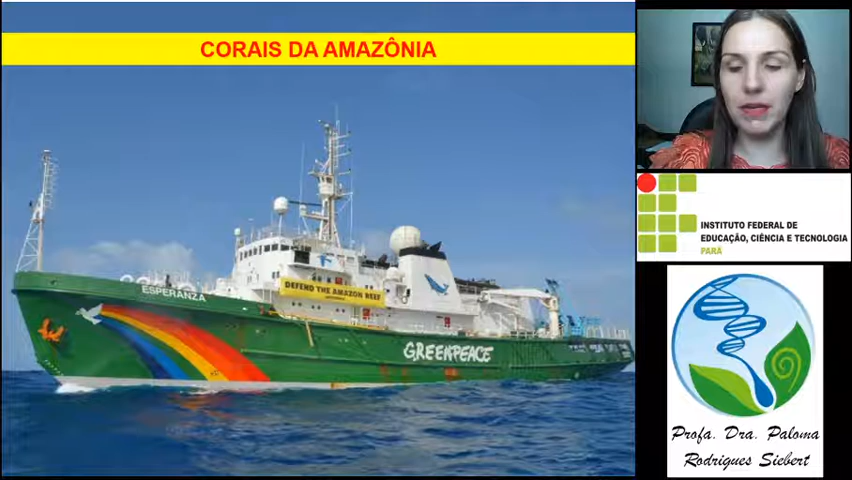 CORAIS DA AMAZÔNIA
ESPERANZA
DEFEND THE AMAZON REEF
GREENPEACE
INSTITUTO FEDERAL DE
EDUCAÇÃO, CIÊNCIA E TECNOLOGIA
PARÁ
Profa. Dra. Paloma
Rodrigues Siebert